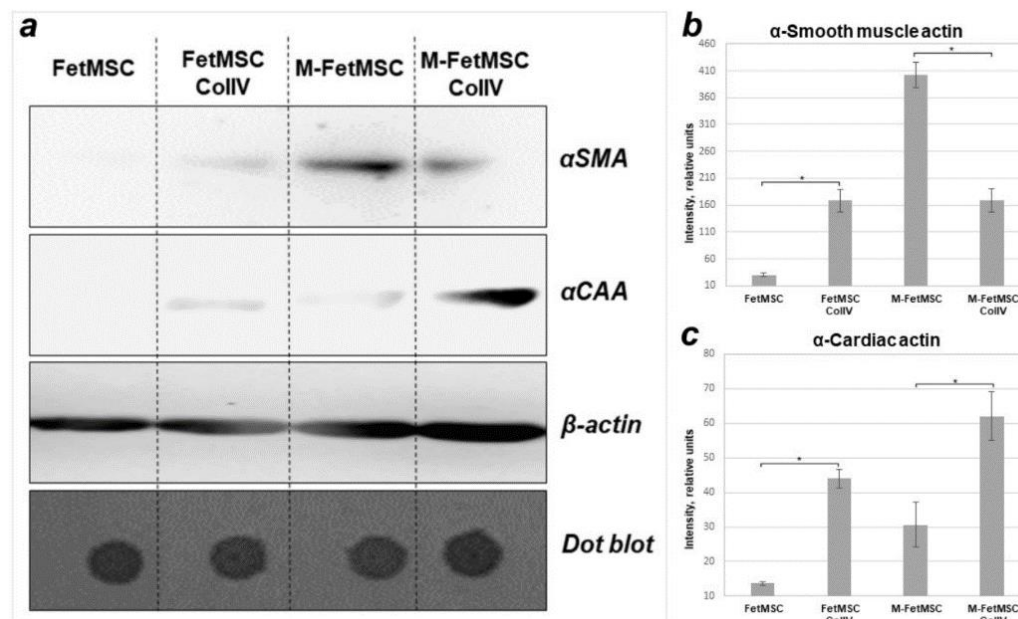 a
FetMSC
FetMSC
CollV
M-FetMSC
M-FetMSC
CollV
αSMA
αCAA
β-actin
Dot blot
b
α-Smooth muscle actin
Intensity, relative units
460
410
360
310
260
210
160
110
60
10
*
*
FetMSC
FetMSC
CollV
M-FetMSC
M-FetMSC
CollV
c
α-Cardiac actin
Intensity, relative units
80
70
60
50
40
30
20
10
*
*
FetMSC
FetMSC
CollV
M-FetMSC
M-FetMSC
CollV